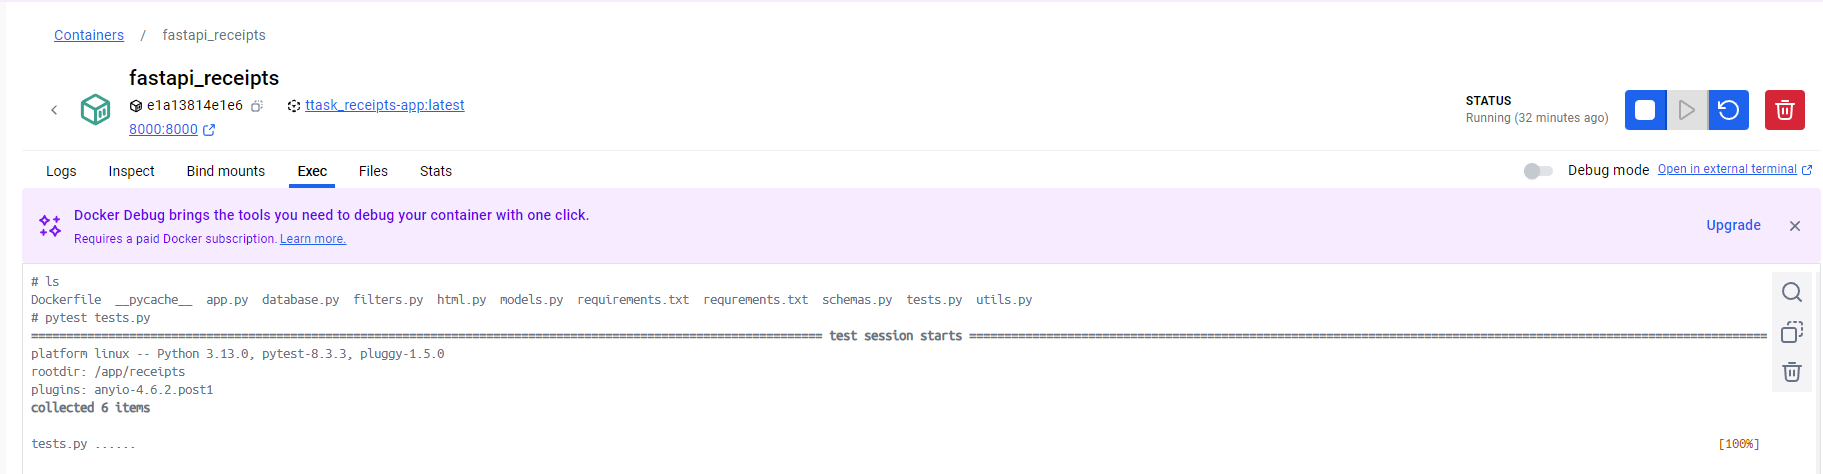 Containers / fastapi_receipts
fastapi_receipts
e1a13814e1e6 ttask_receipts-app:latest
8000:8000
STATUS
Running (32 minutes ago)
Logs Inspect Bind mounts Exec Files Stats
Debug mode Open in external terminal
Docker Debug brings the tools you need to debug your container with one click.
Requires a paid Docker subscription. Learn more.
Upgrade
# ls
Dockerfile __pycache__ app.py database.py filters.py html.py models.py requirements.txt requrements.txt schemas.py tests.py utils.py
# pytest tests.py
================================ test session starts ================================
platform linux -- Python 3.13.0, pytest-8.3.3, pluggy-1.5.0
rootdir: /app/receipts
plugins: anyio-4.6.2.post1
collected 6 items
tests.py ...... [100%]